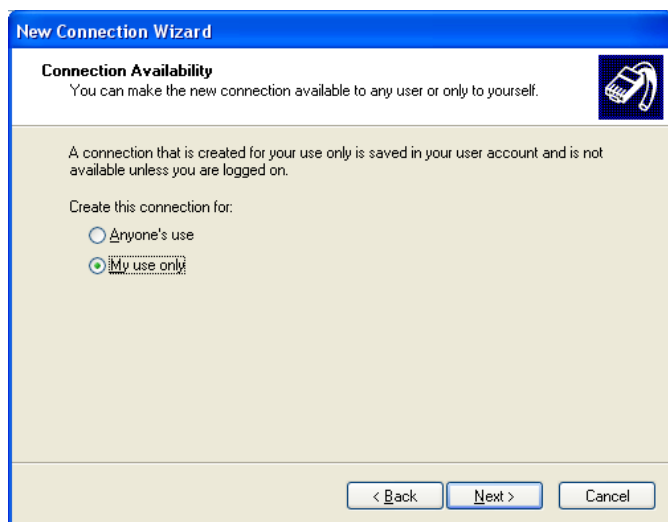 New Connection Wizard
Connection Availability
You can make the new connection available to any user or only to yourself.
A connection that is created for your use only is saved in your user account and is not
available unless you are logged on.
Create this connection for:
Anyone's use
My use only
< Back Next > Cancel